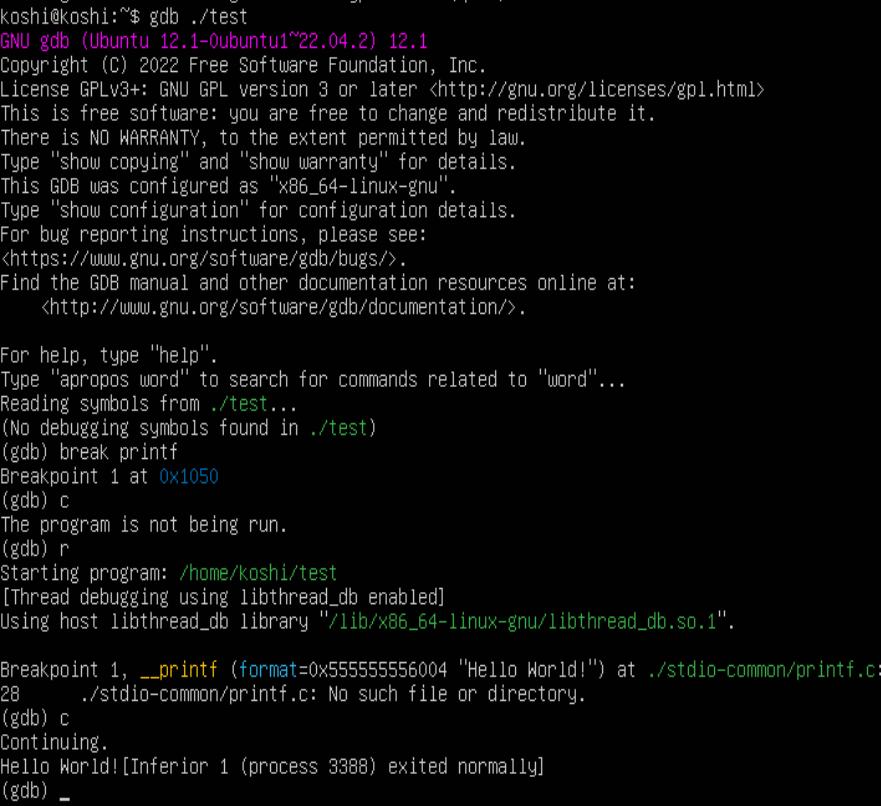 koshi@koshi:~$ gdb ./test
GNU gdb (Ubuntu 12.1-0ubuntu1~22.04.2) 12.1
Copyright (C) 2022 Free Software Foundation, Inc.
License GPLv3+: GNU GPL version 3 or later <http://gnu.org/licenses/gpl.html>
This is free software: you are free to change and redistribute it.
There is NO WARRANTY, to the extent permitted by law.
Type "show copying" and "show warranty" for details.
This GDB was configured as "x86_64-linux-gnu".
Type "show configuration" for configuration details.
For bug reporting instructions, please see:
<https://www.gnu.org/software/gdb/bugs/>.
Find the GDB manual and other documentation resources online at:
    <http://www.gnu.org/software/gdb/documentation/>.

For help, type "help".
Type "apropos word" to search for commands related to "word"...
Reading symbols from ./test...
(No debugging symbols found in ./test)
(gdb) break printf
Breakpoint 1 at 0x1050
(gdb) c
The program is not being run.
(gdb) r
Starting program: /home/koshi/test
[Thread debugging using libthread_db enabled]
Using host libthread_db library "/lib/x86_64-linux-gnu/libthread_db.so.1".

Breakpoint 1, __printf (format=0x555555556004 "Hello World!") at ./stdio-common/printf.c:
28      ./stdio-common/printf.c: No such file or directory.
(gdb) c
Continuing.
Hello World![Inferior 1 (process 3388) exited normally]
(gdb) _